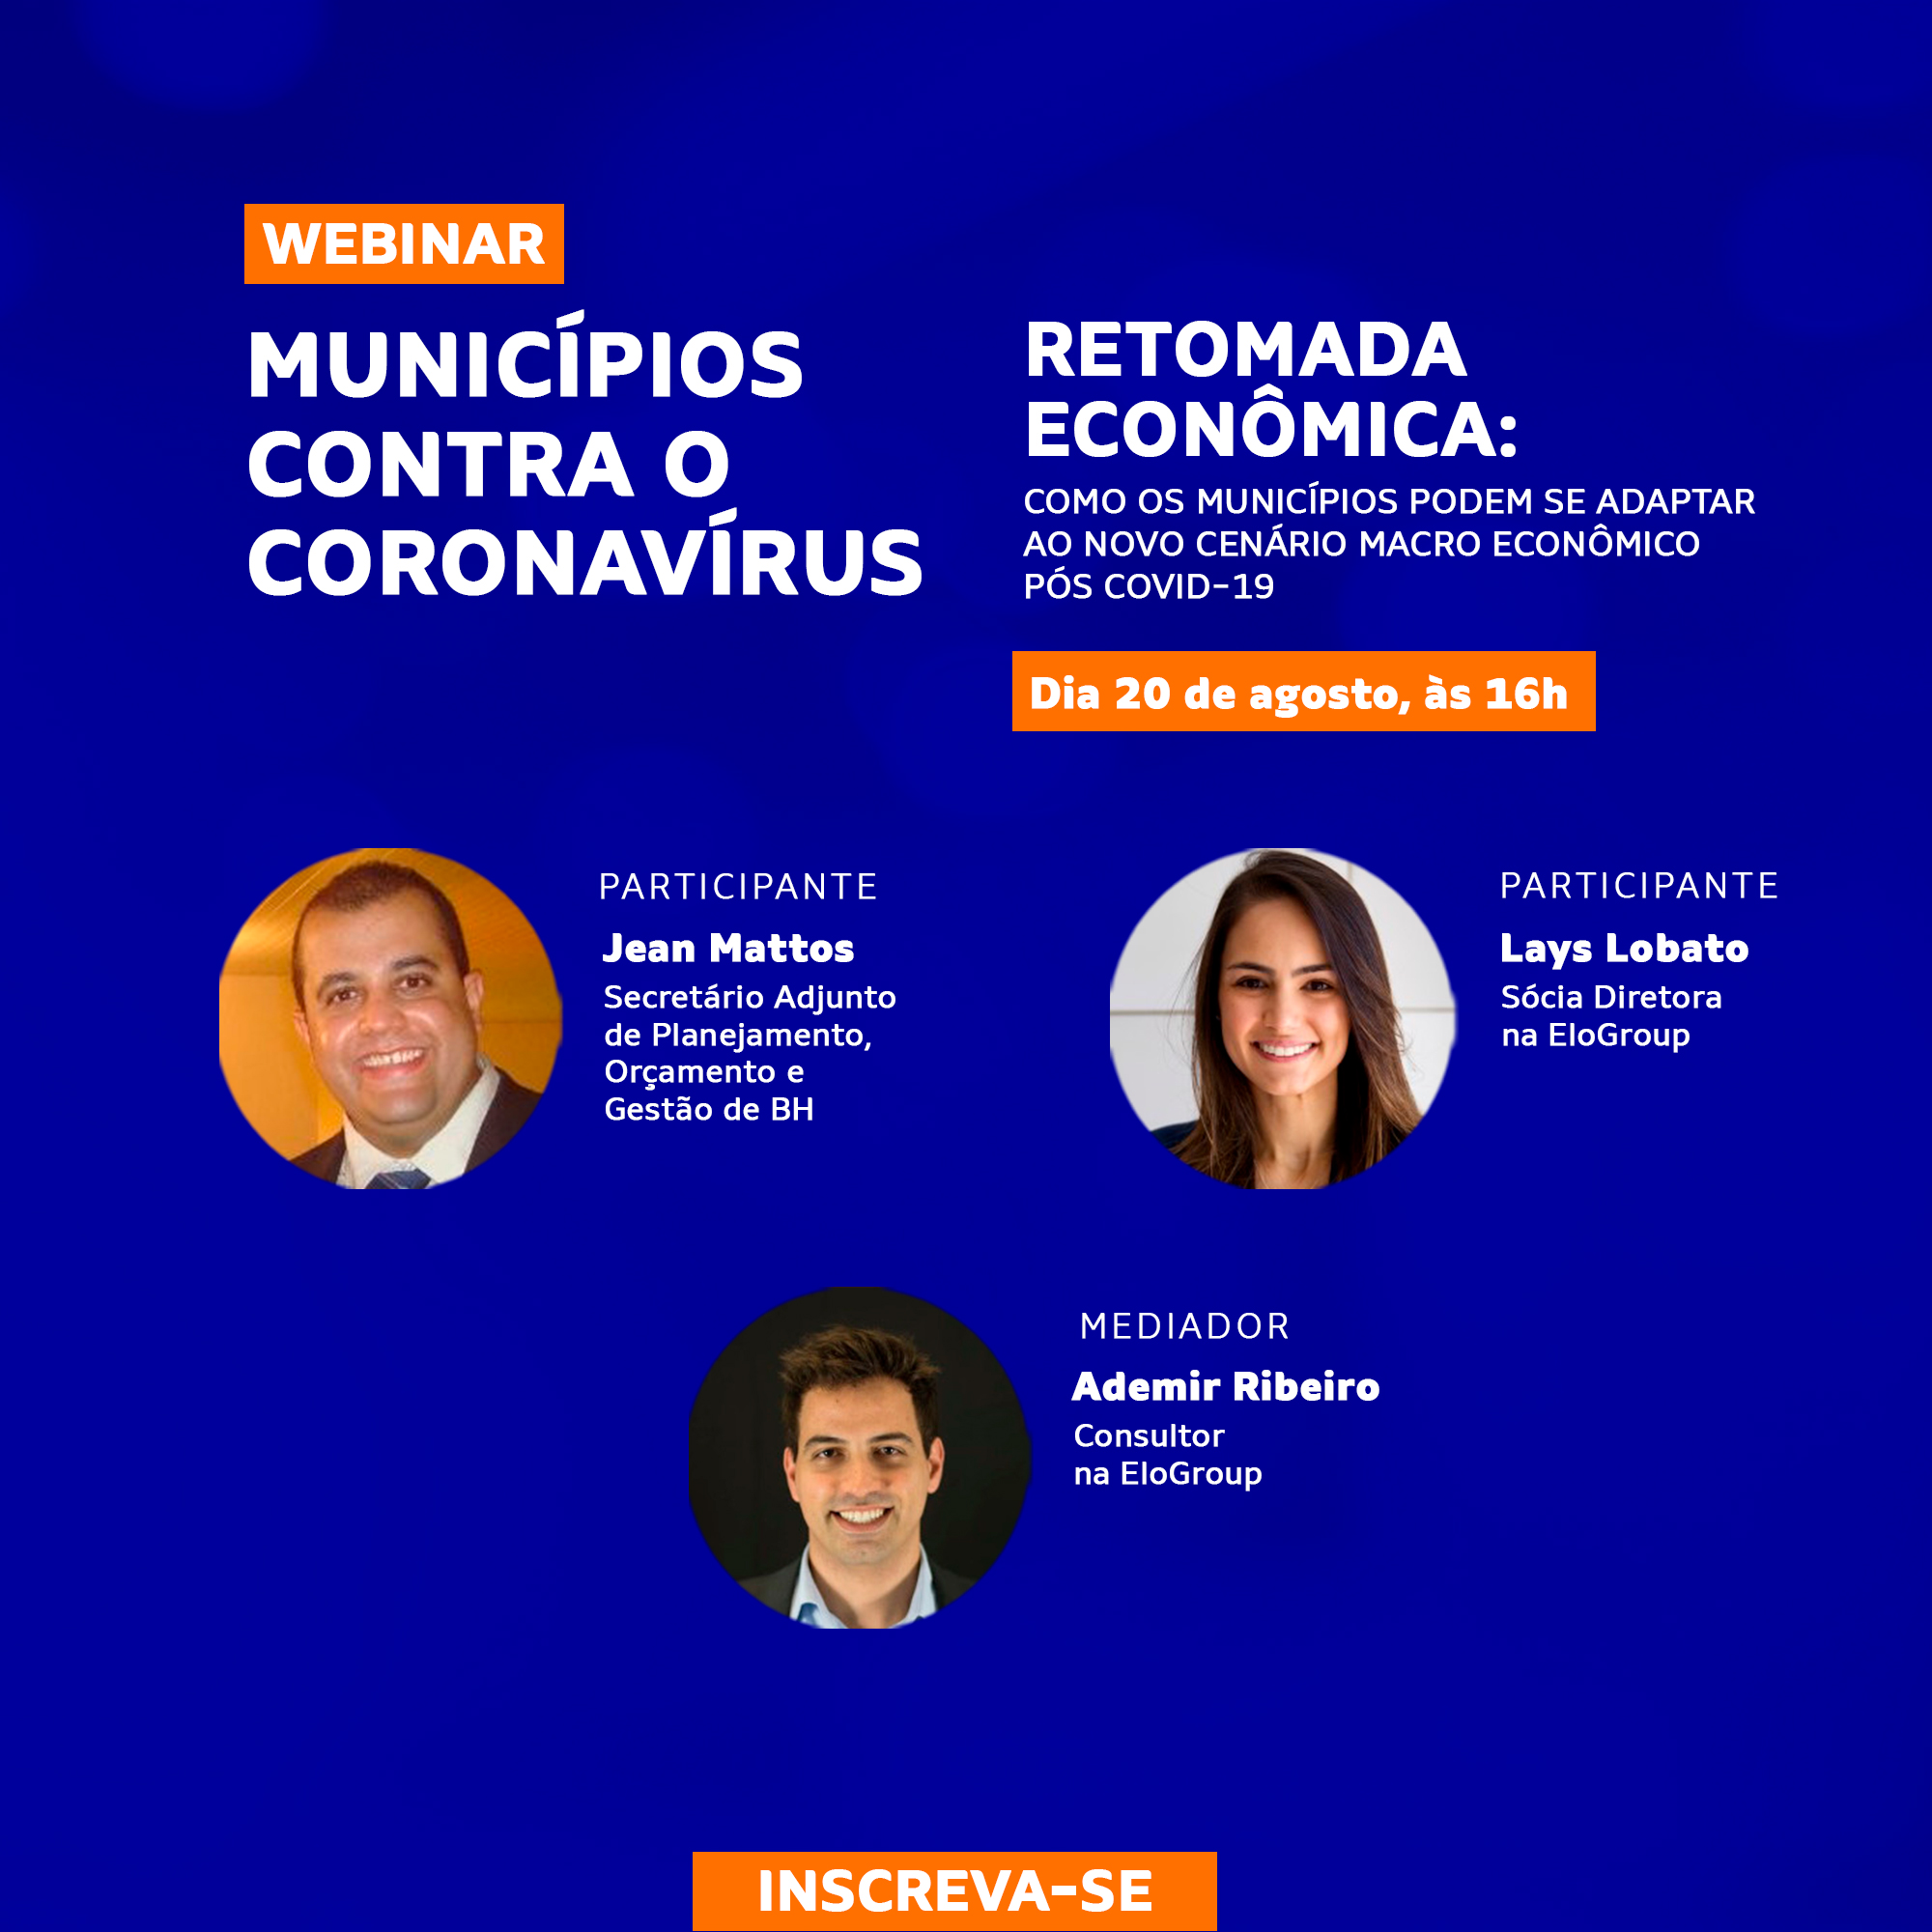 WEBINAR
MUNICÍPIOS
CONTRA O
CORONAVÍRUS
RETOMADA
ECONÔMICA:
COMO OS MUNICÍPIOS PODEM SE ADAPTAR
AO NOVO CENÁRIO MACRO ECONÔMICO
PÓS COVID-19
Dia 20 de agosto, às 16h
PARTICIPANTE
Jean Mattos
Secretário Adjunto
de Planejamento,
Orçamento e
Gestão de BH
PARTICIPANTE
Lays Lobato
Sócia Diretora
na EloGroup
MEDIADOR
Ademir Ribeiro
Consultor
na EloGroup
INSCREVA-SE